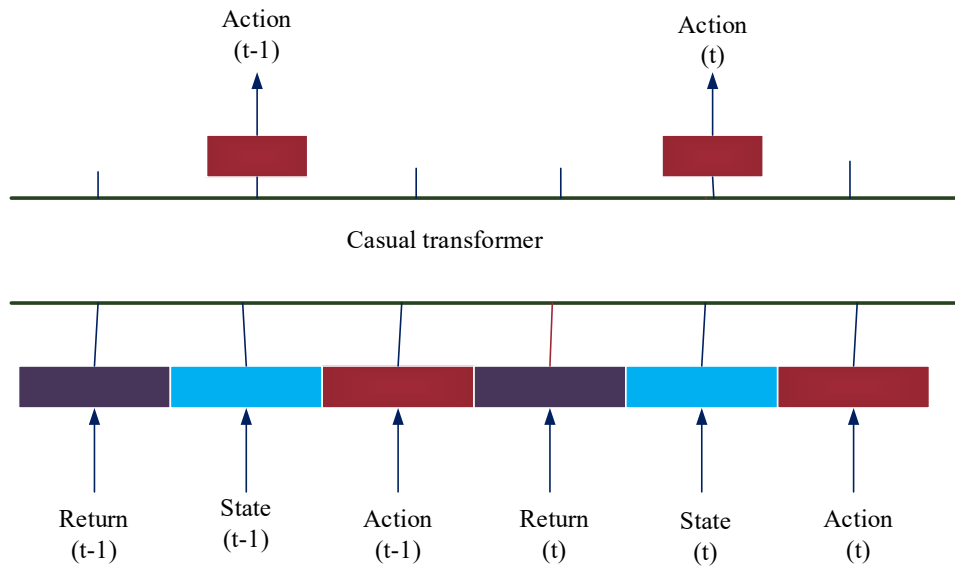 Action
(t-1)
Action
(t)
Casual transformer
Return
(t-1)
State
(t-1)
Action
(t-1)
Return
(t)
State
(t)
Action
(t)